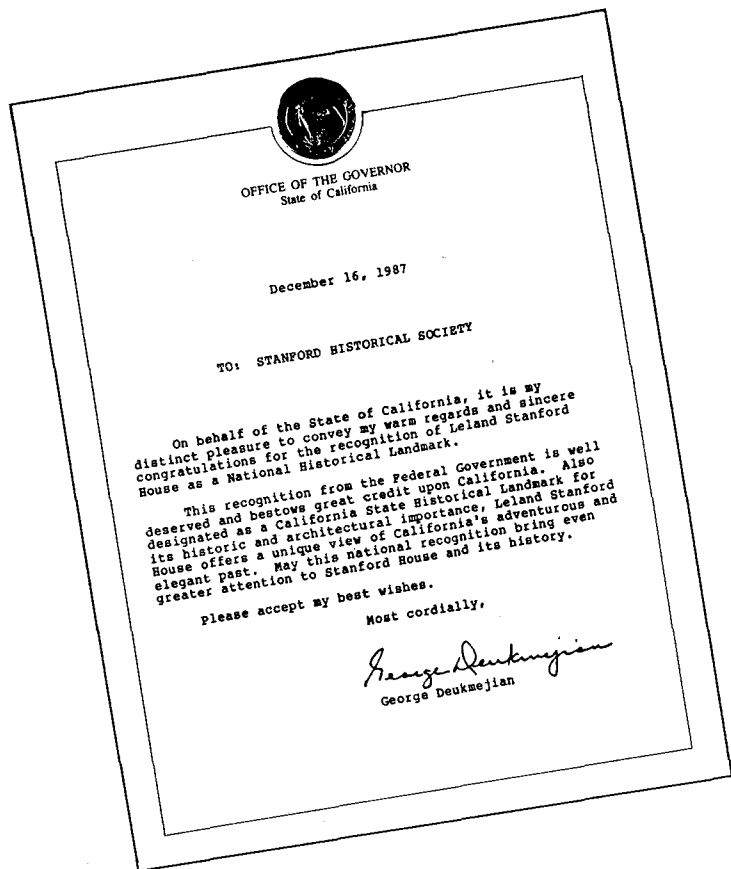 OFFICE OF THE GOVERNOR
State of California
December 16, 1987
TO: STANFORD HISTORICAL SOCIETY
On behalf of the State of California, it is my
distinct pleasure to convey my warm regards and sincere
congratulations for the recognition of Leland Stanford
House as a National Historical Landmark.
This recognition from the Federal Government is well
deserved and bestows great credit upon California. Also
designated as a California State Historical Landmark for
its historic and architectural importance, Leland Stanford
House offers a unique view of California's adventurous and
elegant past. May this national recognition bring even
greater attention to Stanford House and its history.
Please accept my best wishes.
Most cordially,
George Deukmejian
George Deukmejian